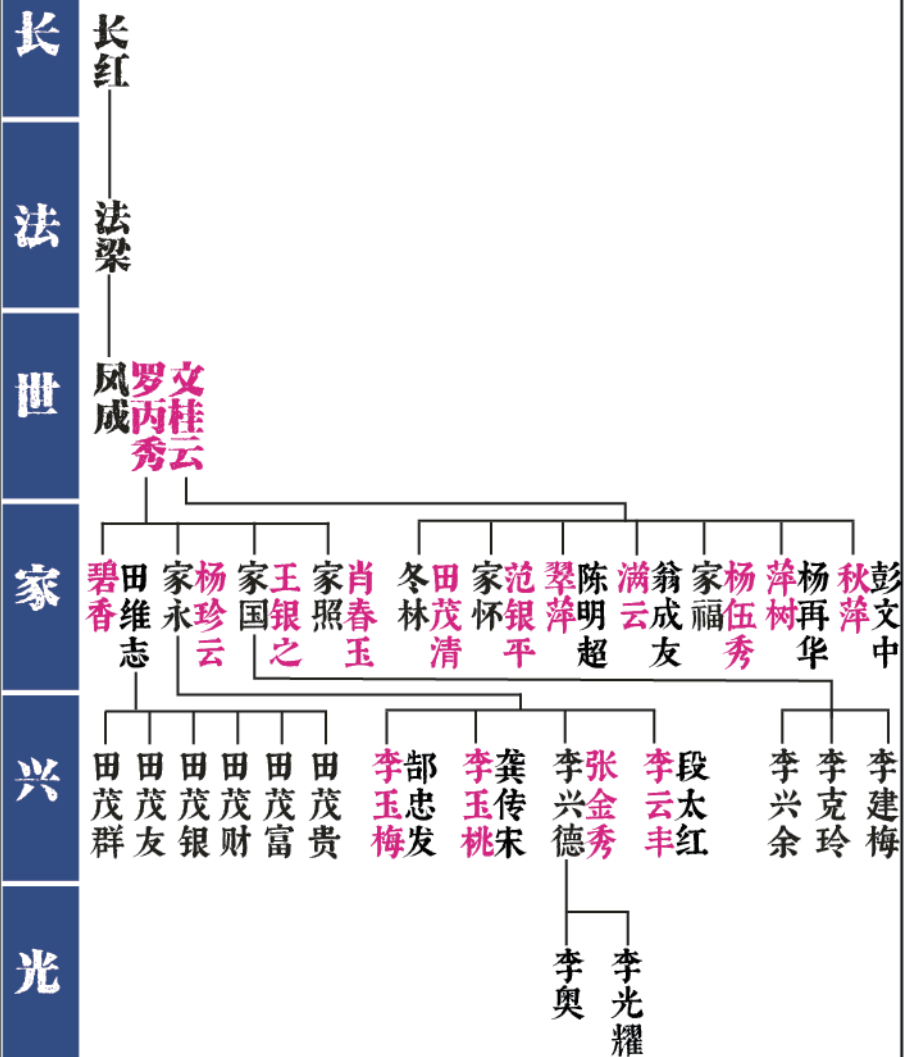 长
长红
法
法梁
世
凤成
罗丙秀
文桂云
家
碧香
田维志
家永
杨珍云
家国
王银之
家照
肖春玉
冬林
田茂清
家怀
范银平
翠萍
陈明超
满云
翁成友
家福
杨伍秀
萍树
杨再华
秋萍
彭文中
兴
田茂群
田茂友
田茂银
田茂财
田茂富
田茂贵
李玉梅
郜忠发
李玉桃
龚传宋
李兴德
张金秀
李云丰
段太红
李兴余
李克玲
李建梅
光
李奥
李光耀